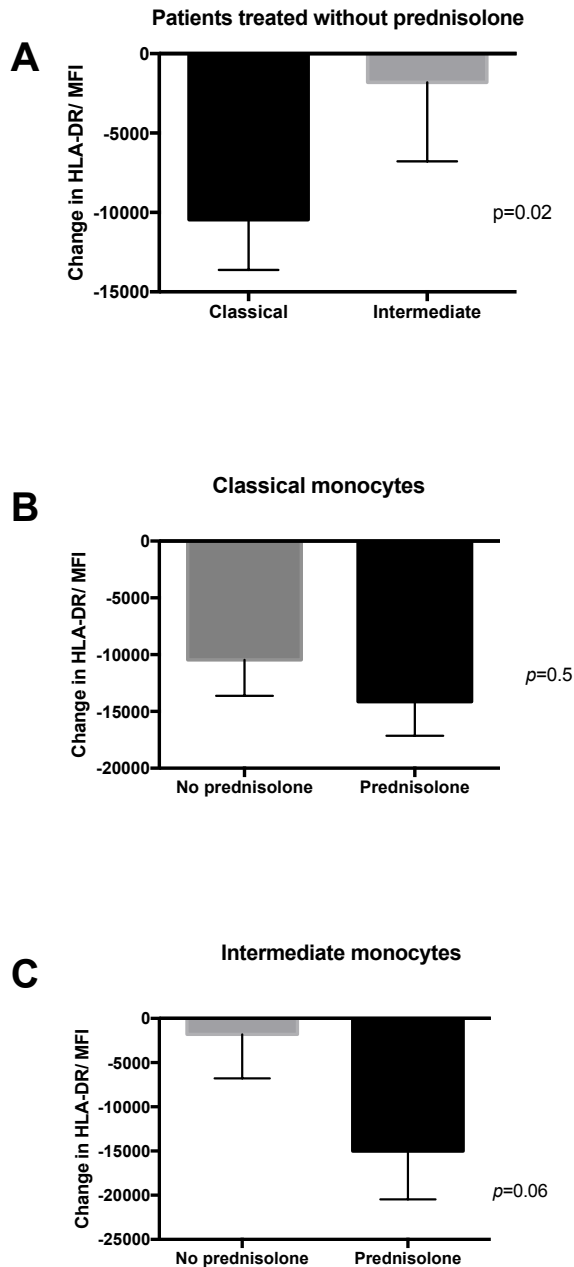 Patients treated without prednisolone
A
Change in HLA-DR/ MFI
0
-5000
-10000
-15000
p=0.02
Classical Intermediate
Classical monocytes
B
Change in HLA-DR/ MFI
0
-5000
-10000
-15000
-20000
p=0.5
No prednisolone Prednisolone
Intermediate monocytes
C
Change in HLA-DR/ MFI
0
-5000
-10000
-15000
-20000
-25000
p=0.06
No prednisolone Prednisolone